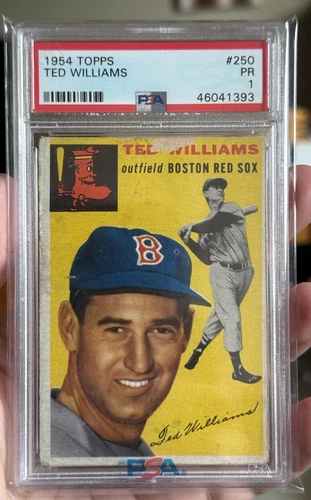 1954 TOPPS #250
TED WILLIAMS PR
1
PSA 46041393
TED WILLIAMS
outfield BOSTON RED SOX
B
Ted Williams
PSA